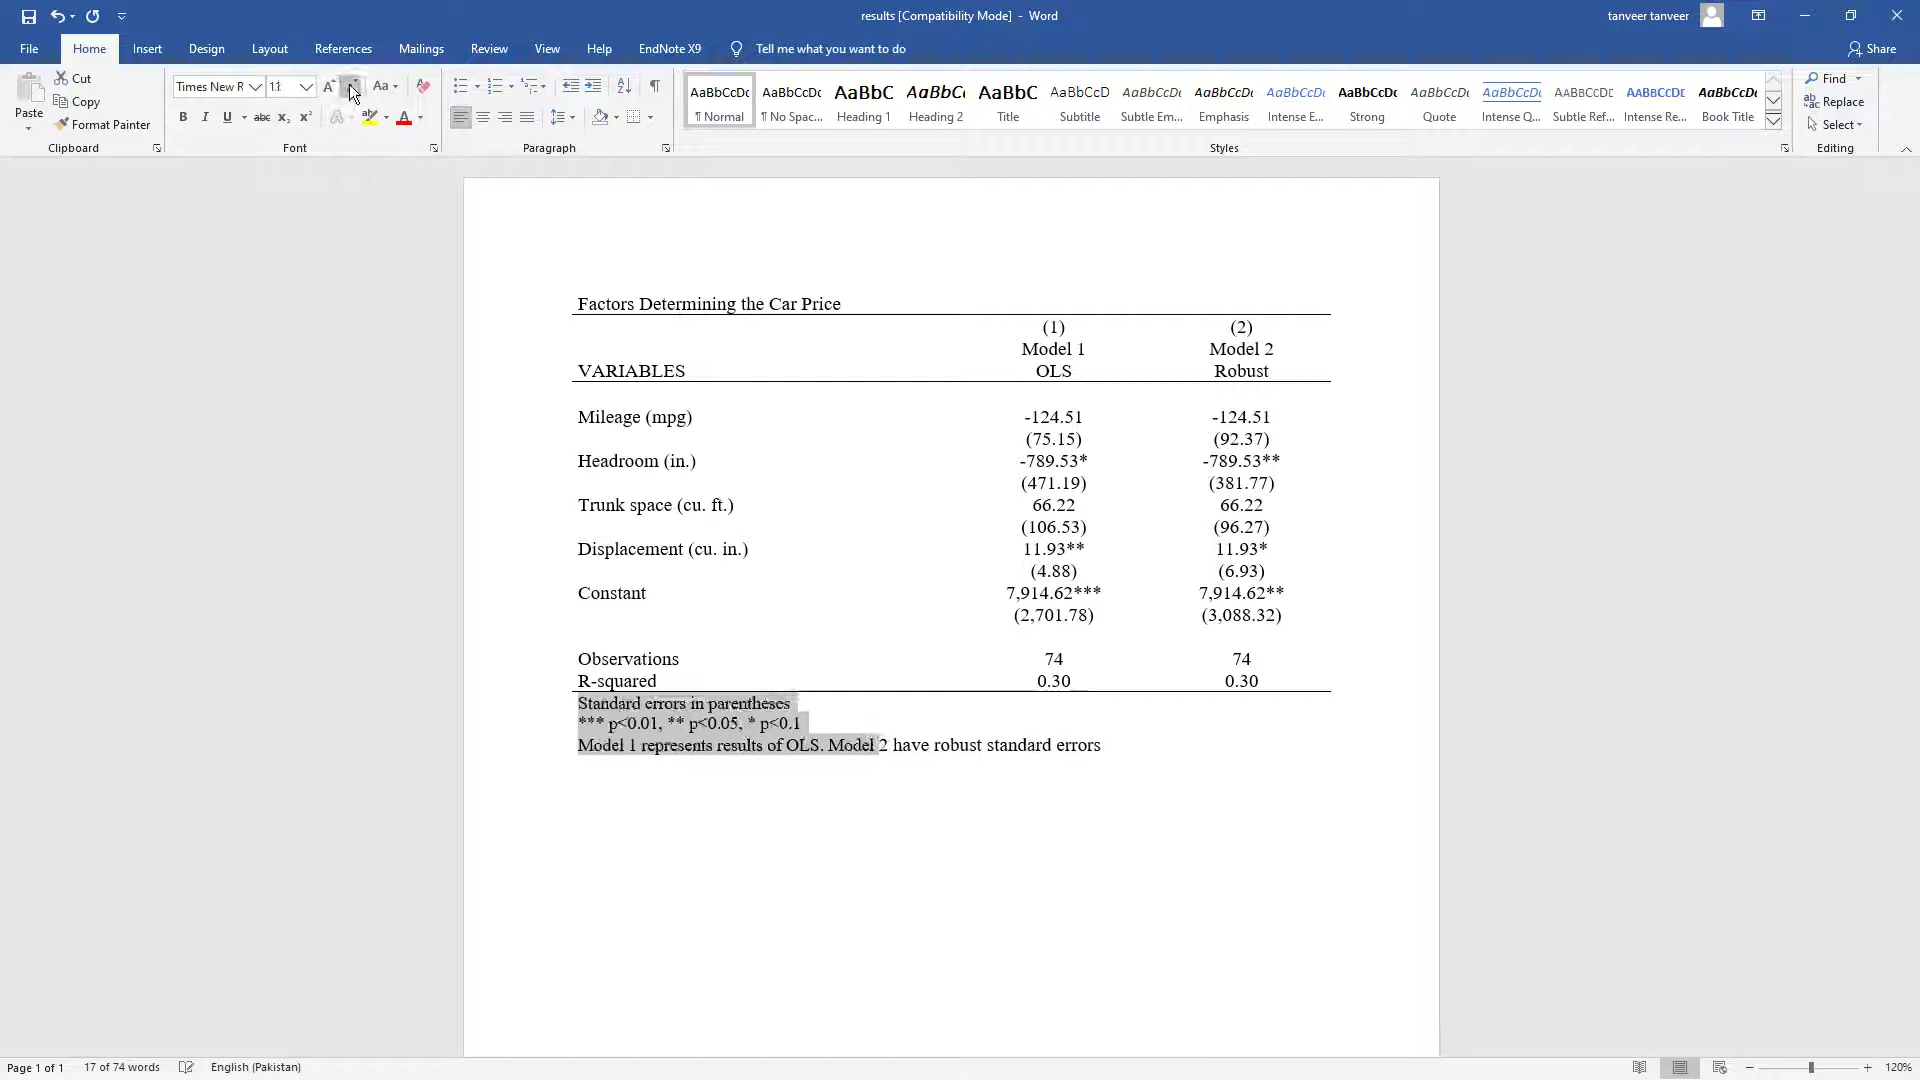 results [Compatibility Mode] - Word
tanveer tanveer
File Home Insert Design Layout References Mailings Review View Help EndNote X9 Tell me what you want to do Share
Paste
Cut
Copy
Format Painter
Clipboard
Times New R
Font
Paragraph
AaBbCcDc AaBbCcDc AaBbC AaBbC AaBbC AaBbCcD AaBbCcDc AaBbCcDc AaBbCcDc AaBbCcDc AaBbCcDc AaBbCcDc AABBCCDE AABBCCDE AaBbCcDc
¶ Normal ¶ No Spac... Heading 1 Heading 2 Title Subtitle Subtle Em... Emphasis Intense E... Strong Quote Intense Q... Subtle Ref... Intense Re... Book Title
Styles
Find
Replace
Select
Editing
Factors Determining the Car Price
(1) (2)
Model 1 Model 2
VARIABLES OLS Robust
Mileage (mpg) -124.51 -124.51
(75.15) (92.37)
Headroom (in.) -789.53* -789.53**
(471.19) (381.77)
Trunk space (cu. ft.) 66.22 66.22
(106.53) (96.27)
Displacement (cu. in.) 11.93** 11.93*
(4.88) (6.93)
Constant 7,914.62*** 7,914.62**
(2,701.78) (3,088.32)
Observations 74 74
R-squared 0.30 0.30
Standard errors in parentheses
*** p<0.01, ** p<0.05, * p<0.1
Model 1 represents results of OLS. Model 2 have robust standard errors
Page 1 of 1 17 of 74 words English (Pakistan) 120%